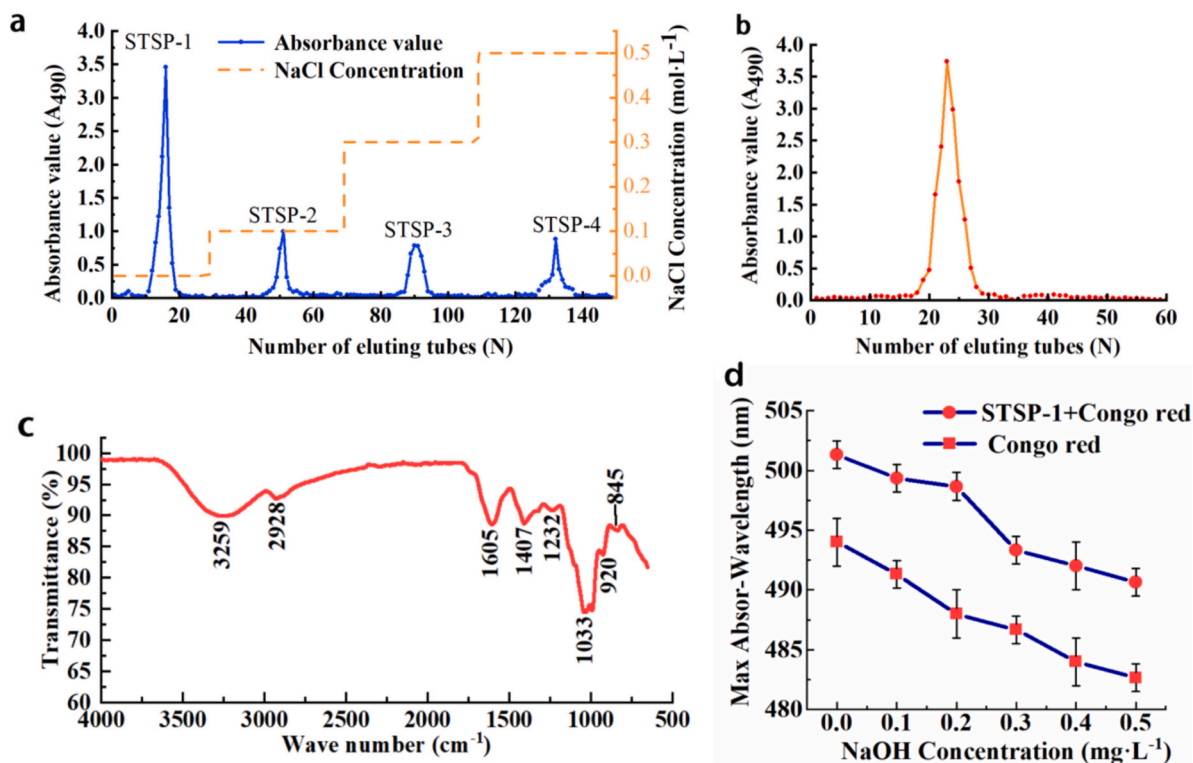 a
STSP-1
Absorbance value
NaCl Concentration
STSP-2
STSP-3
STSP-4
Absorbance value (A490)
4.0
3.5
3.0
2.5
2.0
1.5
1.0
0.5
0.0
0 20 40 60 80 100 120 140
Number of eluting tubes (N)
0.5
0.4
0.3
0.2
0.1
0.0
NaCl Concentration (mol·L-1)
b
Absorbance value (A490)
4.0
3.5
3.0
2.5
2.0
1.5
1.0
0.5
0.0
0 10 20 30 40 50 60
Number of eluting tubes (N)
c
Transmittance (%)
100
95
90
85
80
75
70
65
60
3259
2928
1605
1407
1232
1033
920
845
4000 3500 3000 2500 2000 1500 1000 500
Wave number (cm-1)
d
STSP-1+Congo red
Congo red
Max Absor-Wavelength (nm)
505
500
495
490
485
480
0.0 0.1 0.2 0.3 0.4 0.5
NaOH Concentration (mg·L-1)